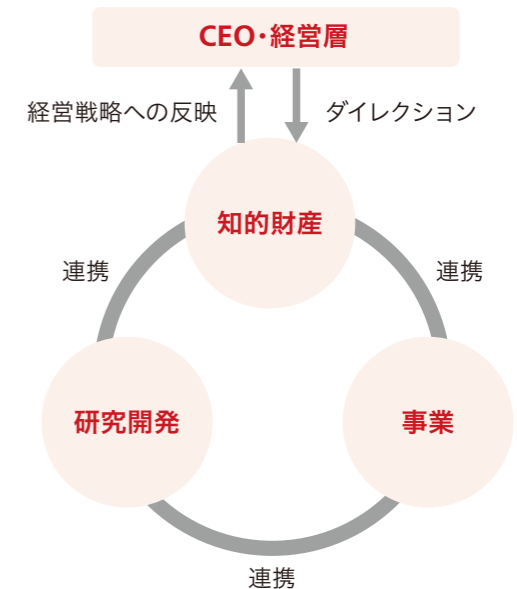 CEO・経営層
経営戦略への反映
ダイレクション
知的財産
連携
連携
研究開発
事業
連携